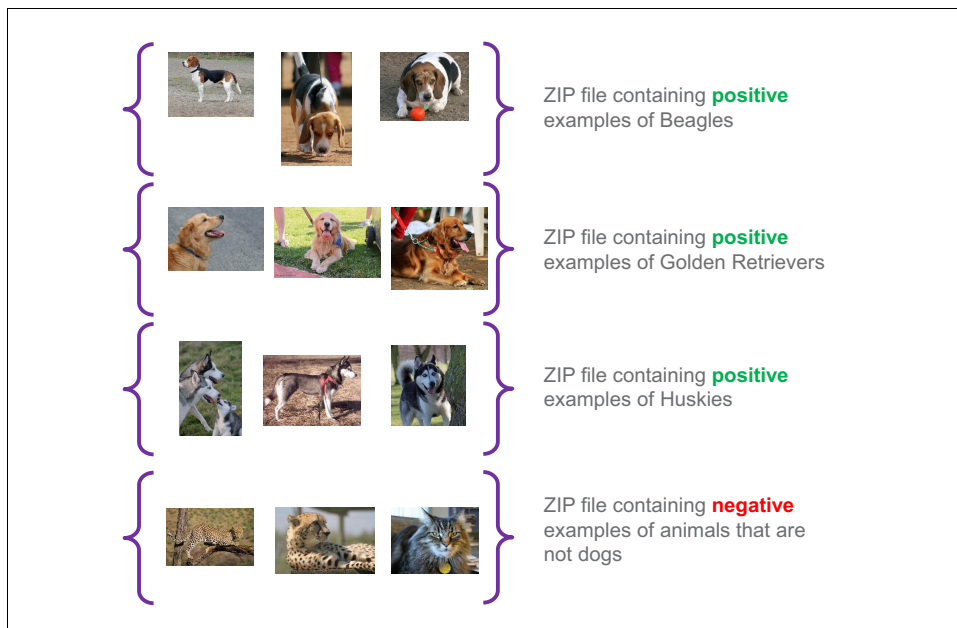 ZIP file containing positive
examples of Beagles
ZIP file containing positive
examples of Golden Retrievers
ZIP file containing positive
examples of Huskies
ZIP file containing negative
examples of animals that are
not dogs